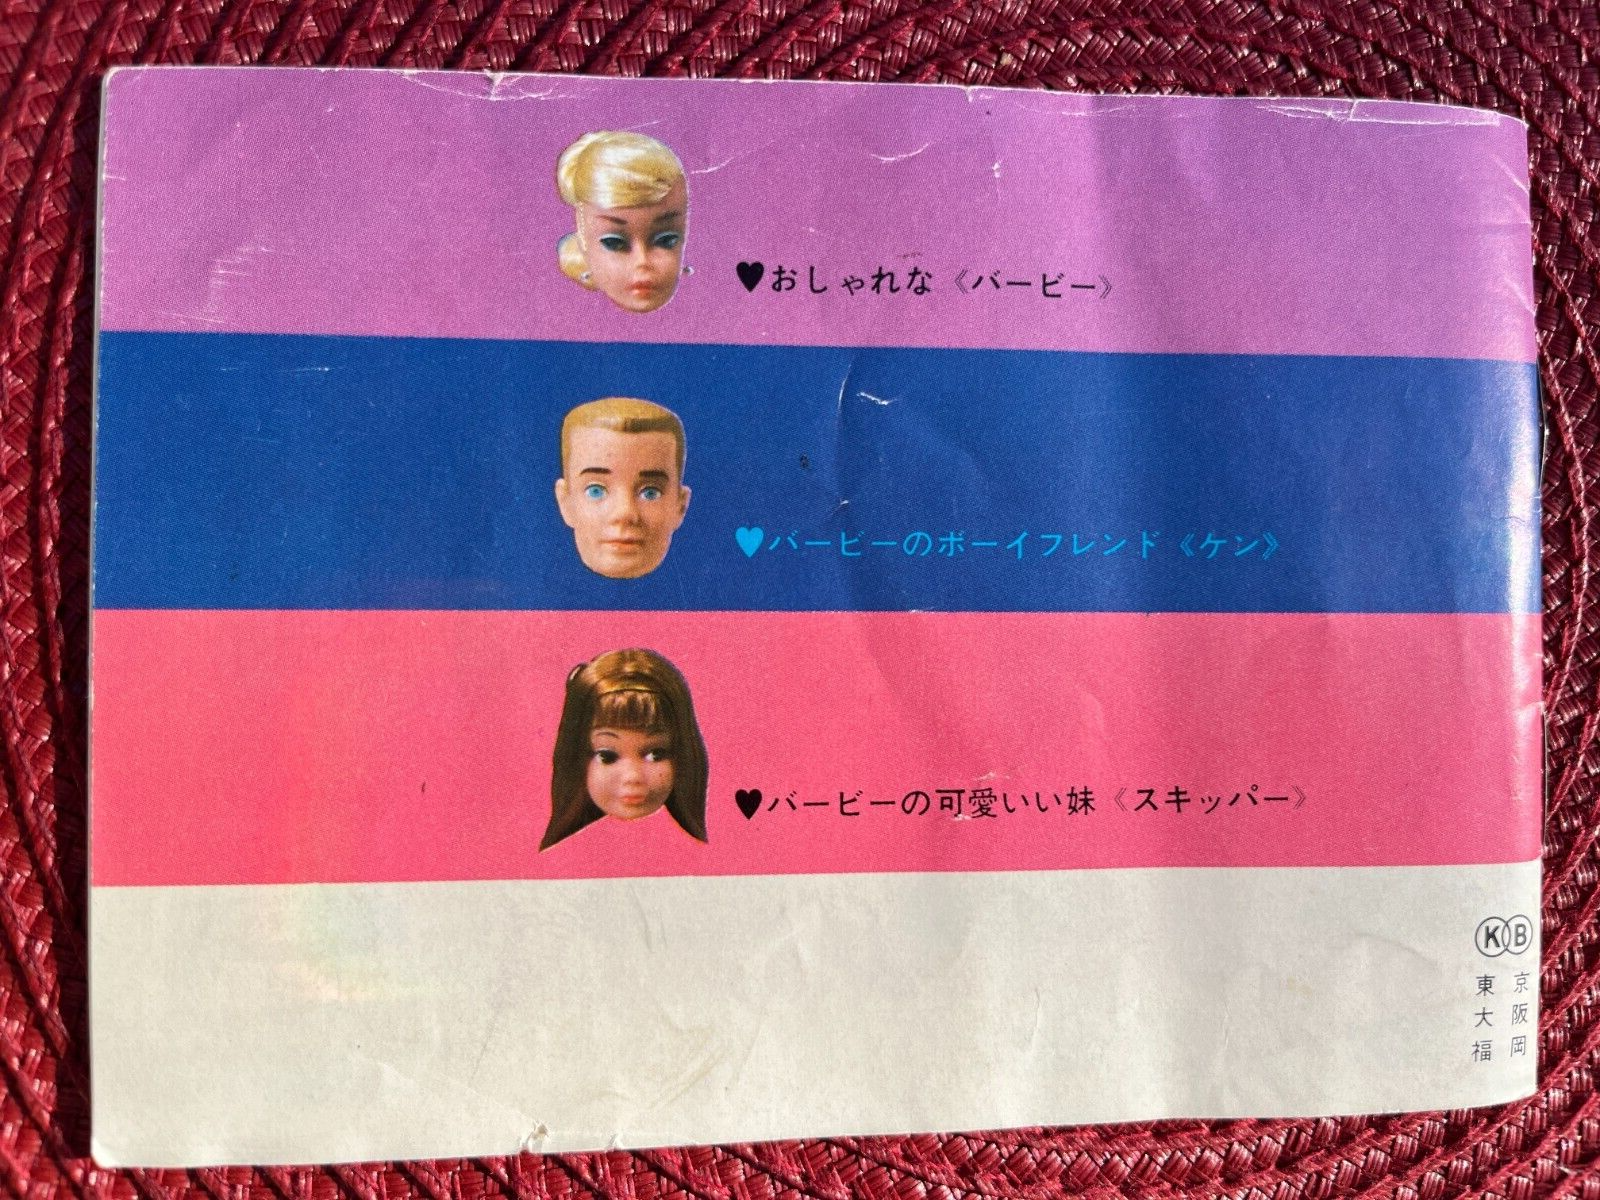 ♥おしゃれな《バービー》
♥バービーのボーイフレンド《ケン》
♥バービーの可愛いい妹《スキッパー》
KB
東京
大阪
福岡